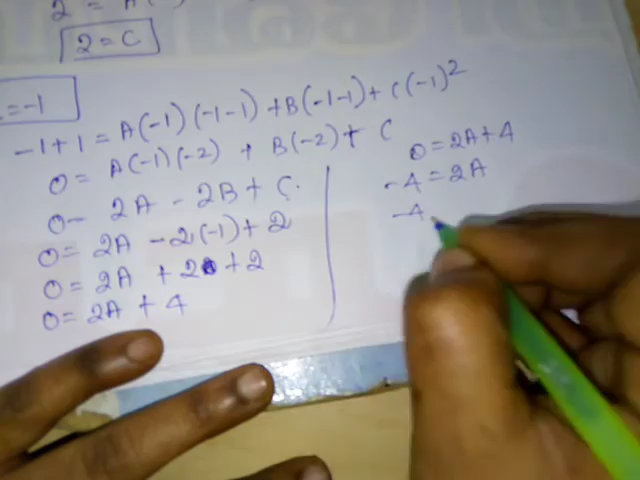 2 = A(
2 = C
= -1
-1+1 = A(-1)(-1-1) + B(-1-1) + C(-1)²
0 = A(-1)(-2) + B(-2) + C
0 - 2A - 2B + C
0 = 2A - 2(-1) + 2
0 = 2A + 2 + 2
0 = 2A + 4
0 = 2A + 4
-4 = 2A
-4